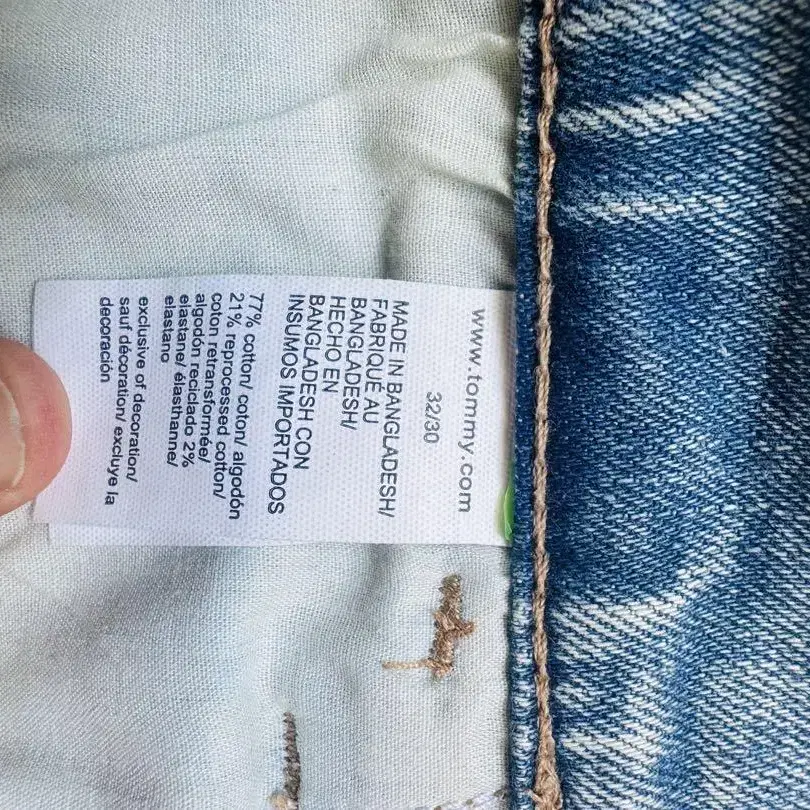 www.tommy.com
32/30
MADE IN BANGLADESH/
FABRIQUÉ AU
BANGLADESH/
HECHO EN
BANGLADESH CON
INSUMOS IMPORTADOS
77% cotton/ coton/ algodón
21% reprocessed cotton/
coton retransformée/
algodón reciclado 2%
elastane/ élasthanne/
elastano
exclusive of decoration/
sauf décoration/ excluye la
decoración